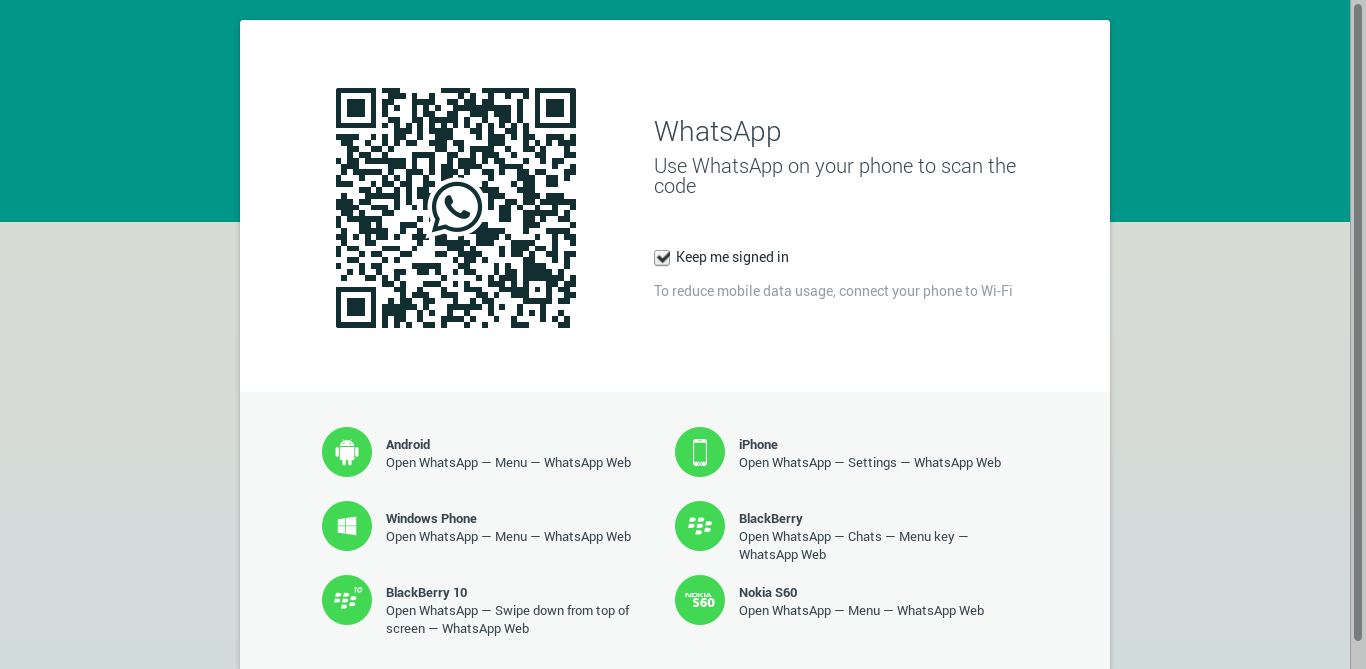 WhatsApp
Use WhatsApp on your phone to scan the
code
Keep me signed in
To reduce mobile data usage, connect your phone to Wi-Fi
Android
Open WhatsApp — Menu — WhatsApp Web
iPhone
Open WhatsApp — Settings — WhatsApp Web
Windows Phone
Open WhatsApp — Menu — WhatsApp Web
BlackBerry
Open WhatsApp — Chats — Menu key —
WhatsApp Web
10
BlackBerry 10
Open WhatsApp — Swipe down from top of
screen — WhatsApp Web
NOKIA
S60
Nokia S60
Open WhatsApp — Menu — WhatsApp Web